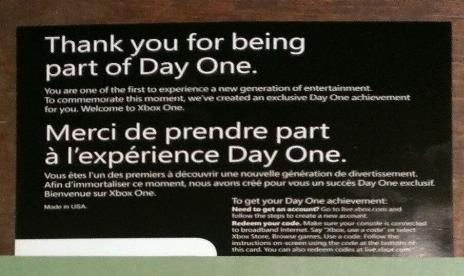 Thank you for being
part of Day One.
You are one of the first to experience a new generation of entertainment.
To commemorate this moment, we've created an exclusive Day One achievement
for you. Welcome to Xbox One.
Merci de prendre part
à l'expérience Day One.
Vous êtes l'un des premiers à découvrir une nouvelle génération de divertissement.
Afin d'immortaliser ce moment, nous avons créé pour vous un succès Day One exclusif.
Bienvenue sur Xbox One.
Made in USA.
To get your Day One achievement:
Need to get an account? Go to live.xbox.com and
follow the steps to create a new account.
Redeem your code. Make sure your console is connected
to broadband Internet. Say "Xbox, use a code" or select
Xbox Store, Browse games, Use a code. Follow the
instructions on-screen using the code at the bottom of
this card. You can also redeem codes at live.xbox.com